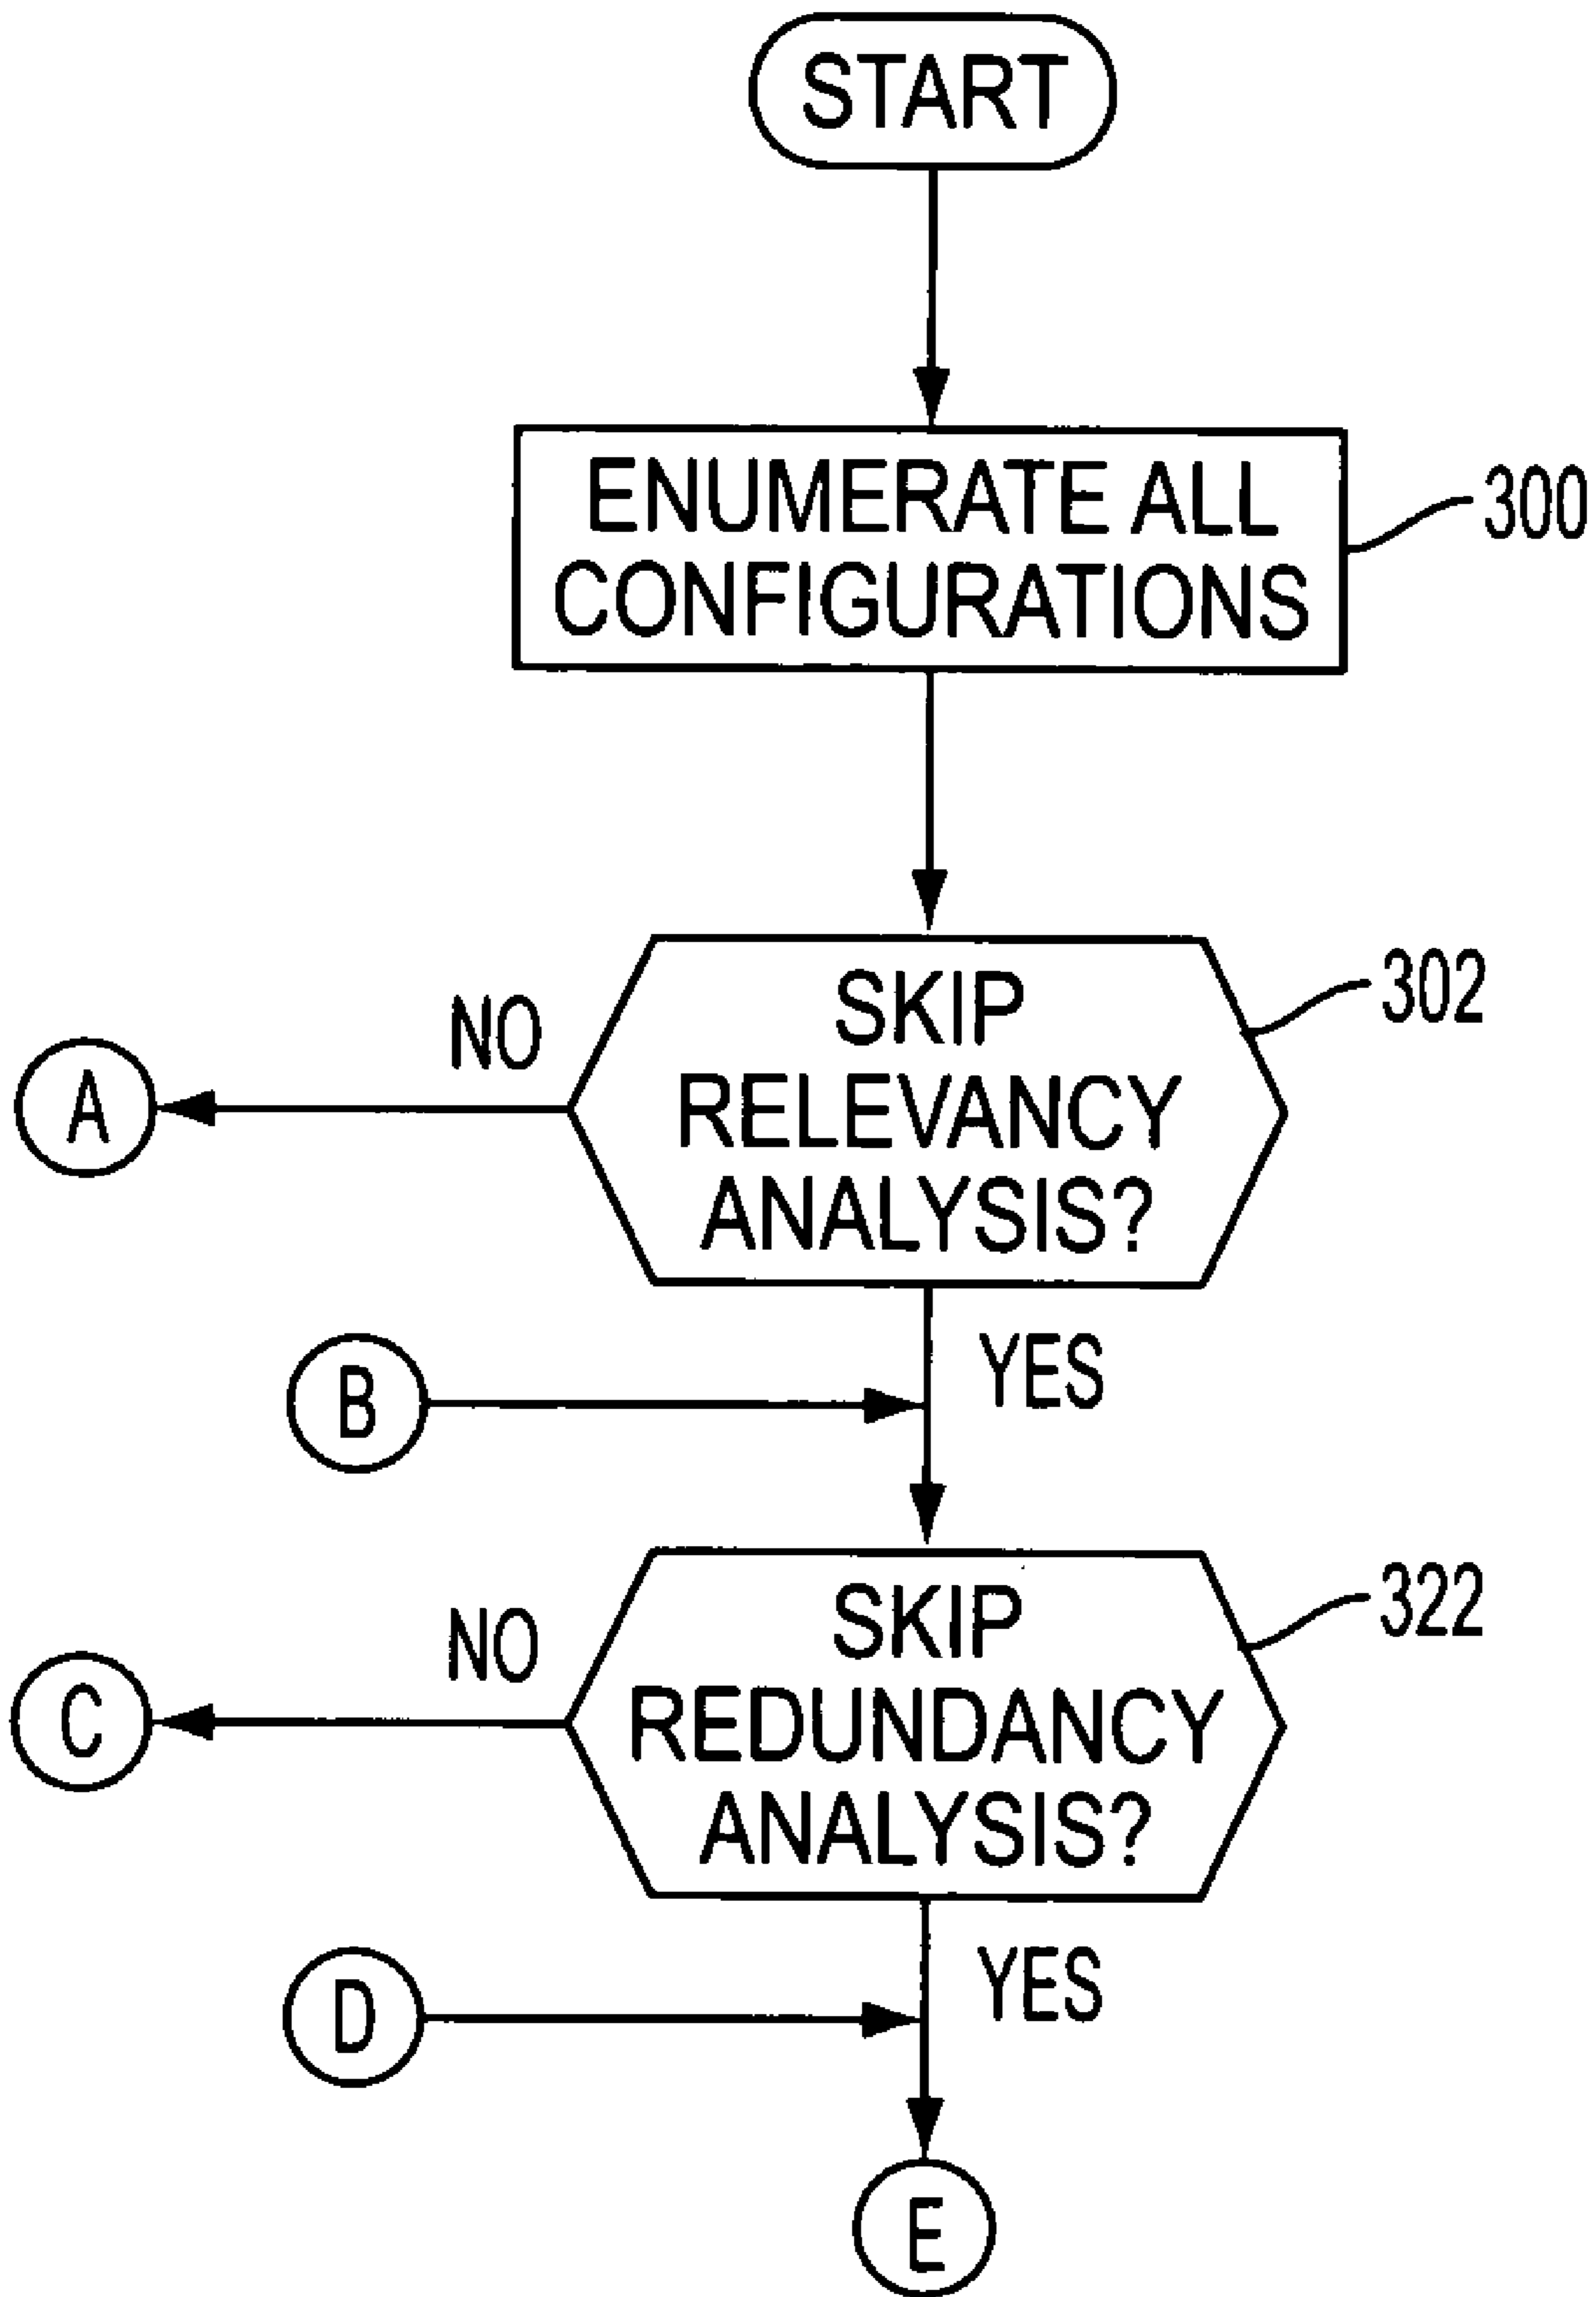 START
ENUMERATE ALL
CONFIGURATIONS
300
SKIP
RELEVANCY
ANALYSIS?
302
NO
A
YES
B
SKIP
REDUNDANCY
ANALYSIS?
322
NO
C
YES
D
E